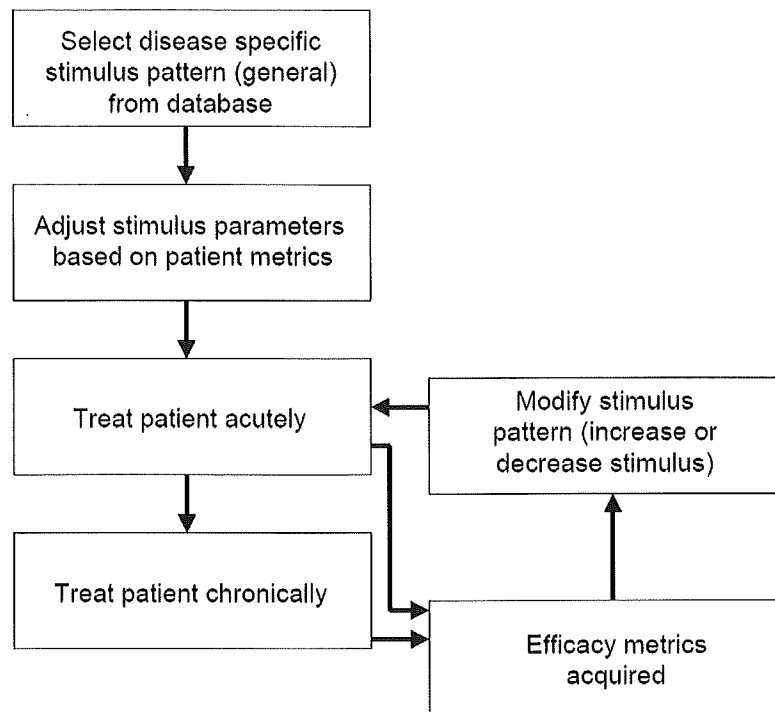 Select disease specific
stimulus pattern (general)
from database
Adjust stimulus parameters
based on patient metrics
Treat patient acutely
Modify stimulus
pattern (increase or
decrease stimulus)
Treat patient chronically
Efficacy metrics
acquired